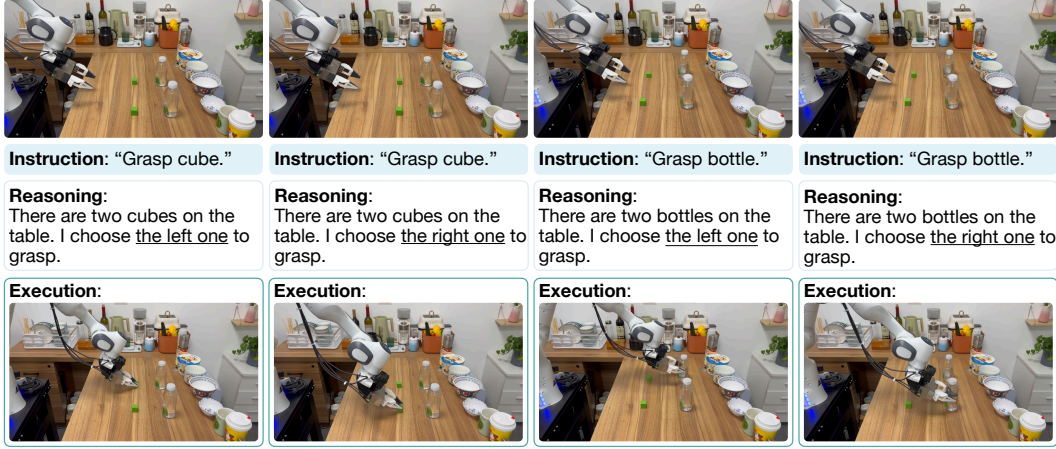 Instruction: “Grasp cube.”
Reasoning:
There are two cubes on the
table. I choose the left one to
grasp.
Execution:
Instruction: “Grasp cube.”
Reasoning:
There are two cubes on the
table. I choose the right one to
grasp.
Execution:
Instruction: “Grasp bottle.”
Reasoning:
There are two bottles on the
table. I choose the left one to
grasp.
Execution:
Instruction: “Grasp bottle.”
Reasoning:
There are two bottles on the
table. I choose the right one to
grasp.
Execution: